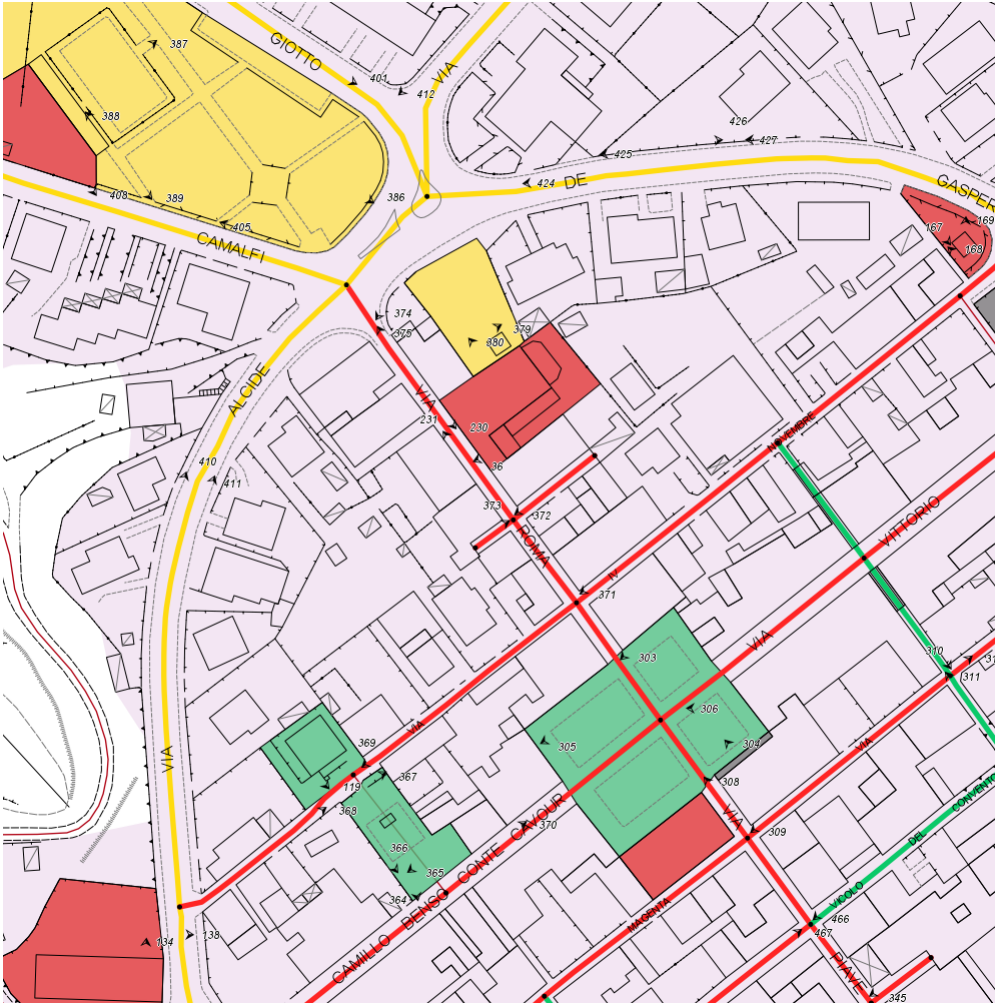 387
GIOTTO
401
VIA
412
388
426
427
425
424
DE
GASPER
408
389
386
405
CAMALFI
167
169
168
374
375
379
380
ALCIDE
VIA
231
230
36
NOVEMBRE
410
411
373
372
ROMA
VITTORIO
IV
371
VIA
303
310
311
306
305
304
VIA
VIA
369
367
119
368
308
VIA
VIA
309
370
CAVOUR
CONTE
BENSO
CAMILLO
366
365
364
DEL
CONVENTO
VICOLO
466
467
MAGENTA
134
138
PIAVE
345